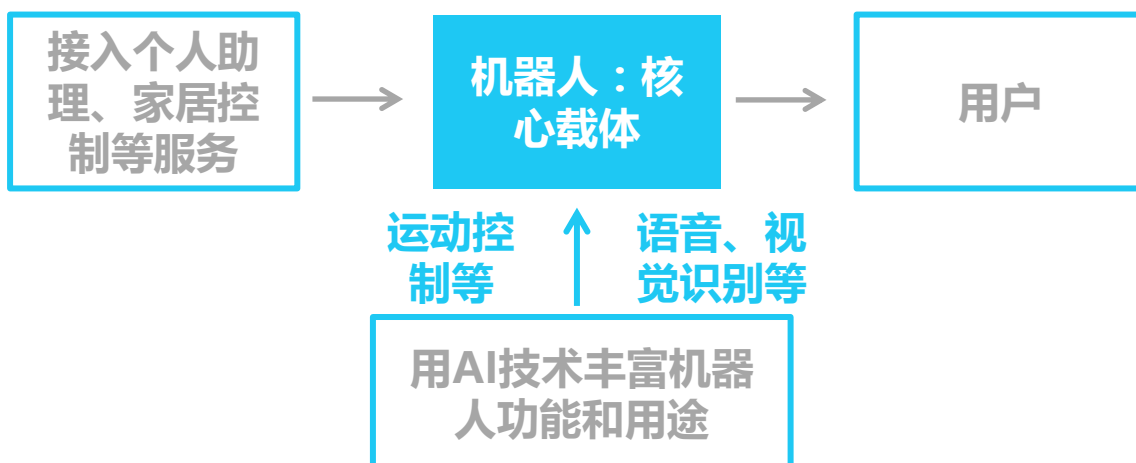 接入个人助
理、家居控
制等服务
机器人：核
心载体
用户
运动控
制等
语音、视
觉识别等
用AI技术丰富机器
人功能和用途